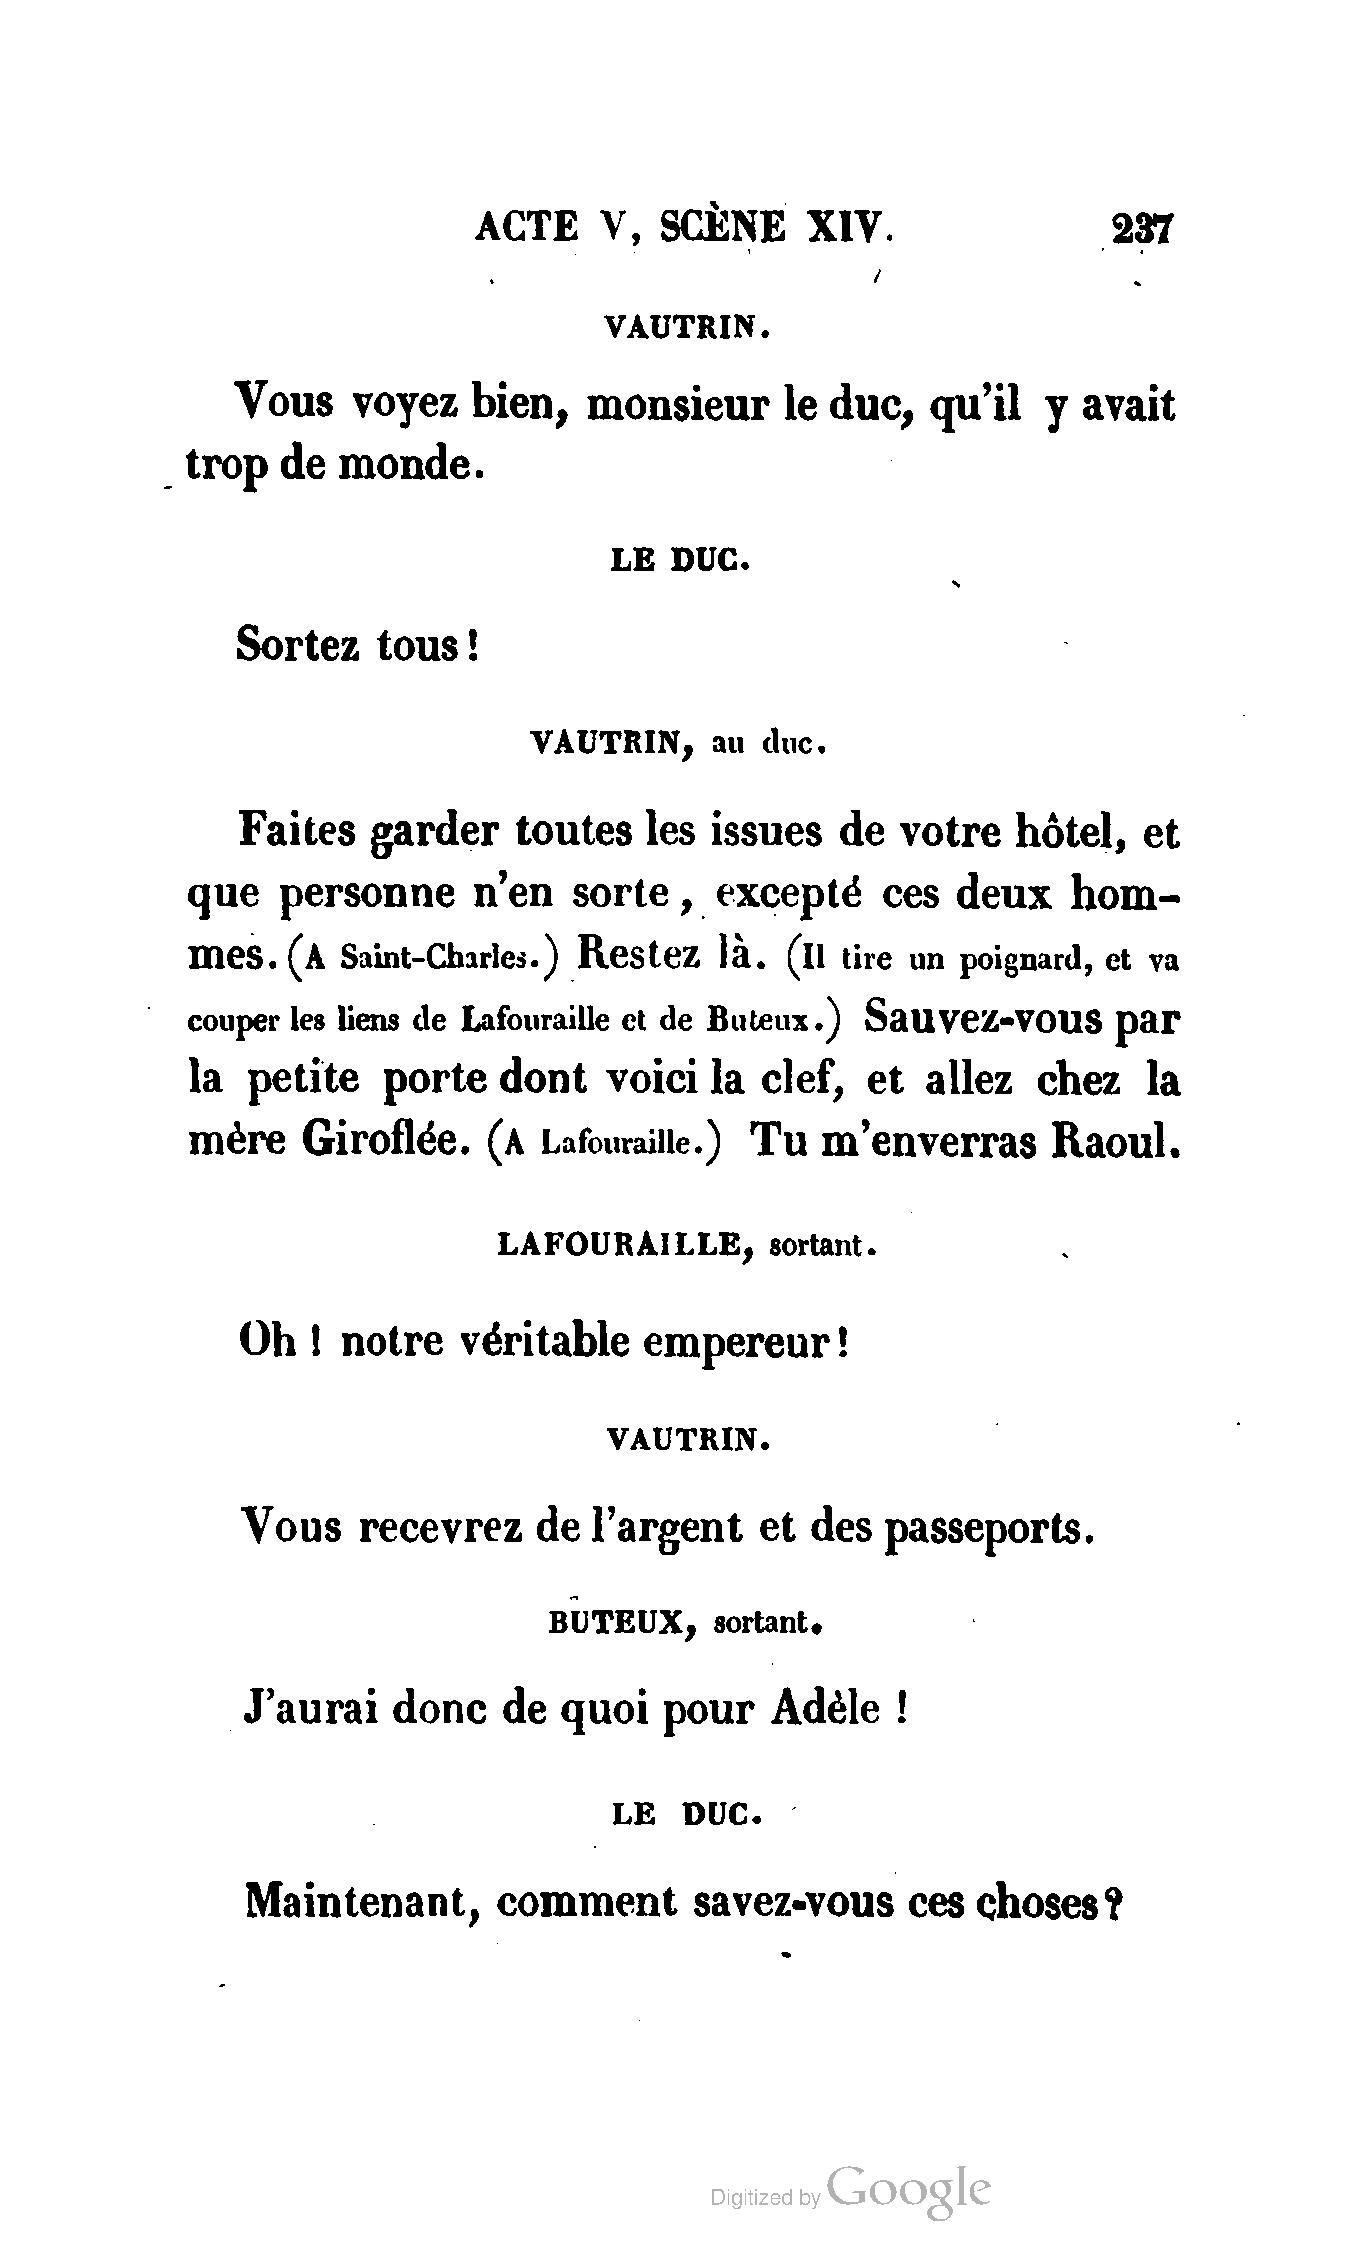 ACTE V, SCÈNE XIV. 237
VAUTRIN.
Vous voyez bien, monsieur le duc, qu'il y avait
trop de monde.
LE DUC.
Sortez tous !
VAUTRIN, au duc.
Faites garder toutes les issues de votre hôtel, et
que personne n'en sorte, excepté ces deux hom-
mes. (A Saint-Charles.) Restez là. (Il tire un poignard, et va
couper les liens de Lafouraille et de Buteux.) Sauvez-vous par
la petite porte dont voici la clef, et allez chez la
mère Giroflée. (A Lafouraille.) Tu m'enverras Raoul.
LAFOURAILLE, sortant.
Oh ! notre véritable empereur !
VAUTRIN.
Vous recevrez de l'argent et des passeports.
BUTEUX, sortant.
J'aurai donc de quoi pour Adèle !
LE DUC.
Maintenant, comment savez-vous ces choses ?
Digitized by Google